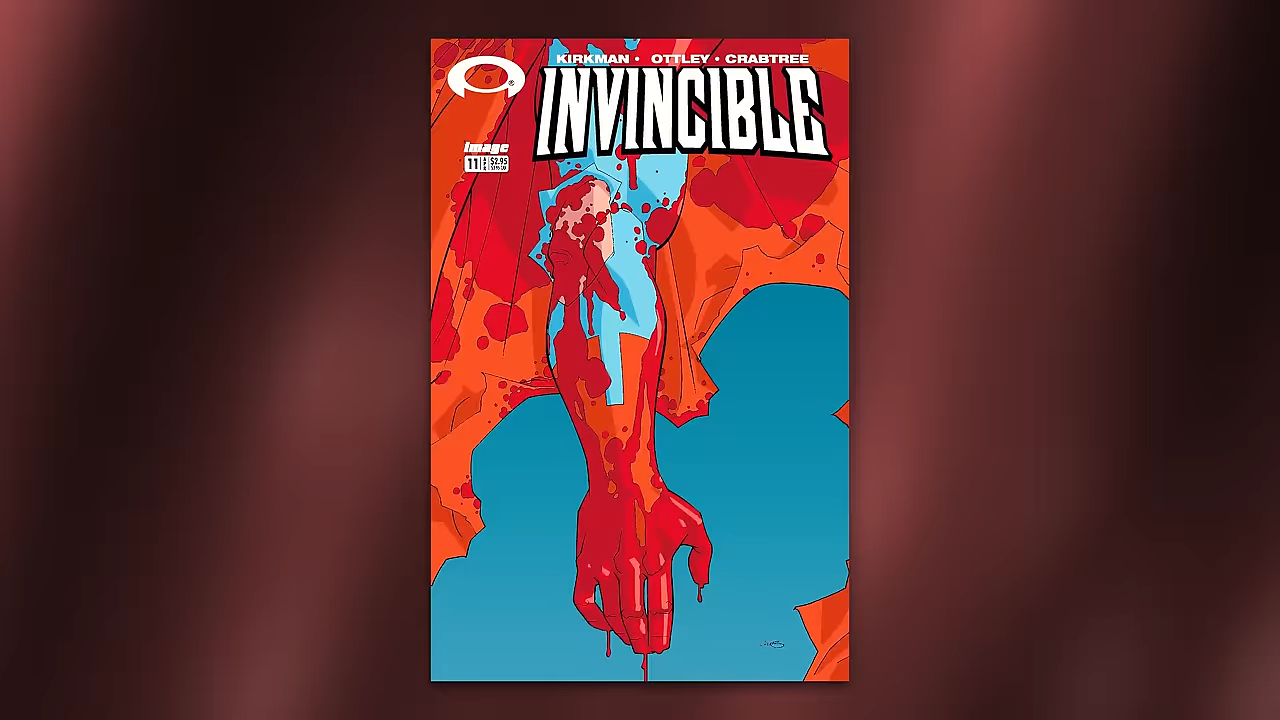 KIRKMAN • OTTLEY • CRABTREE
INVINCIBLE
image
11
$2.95